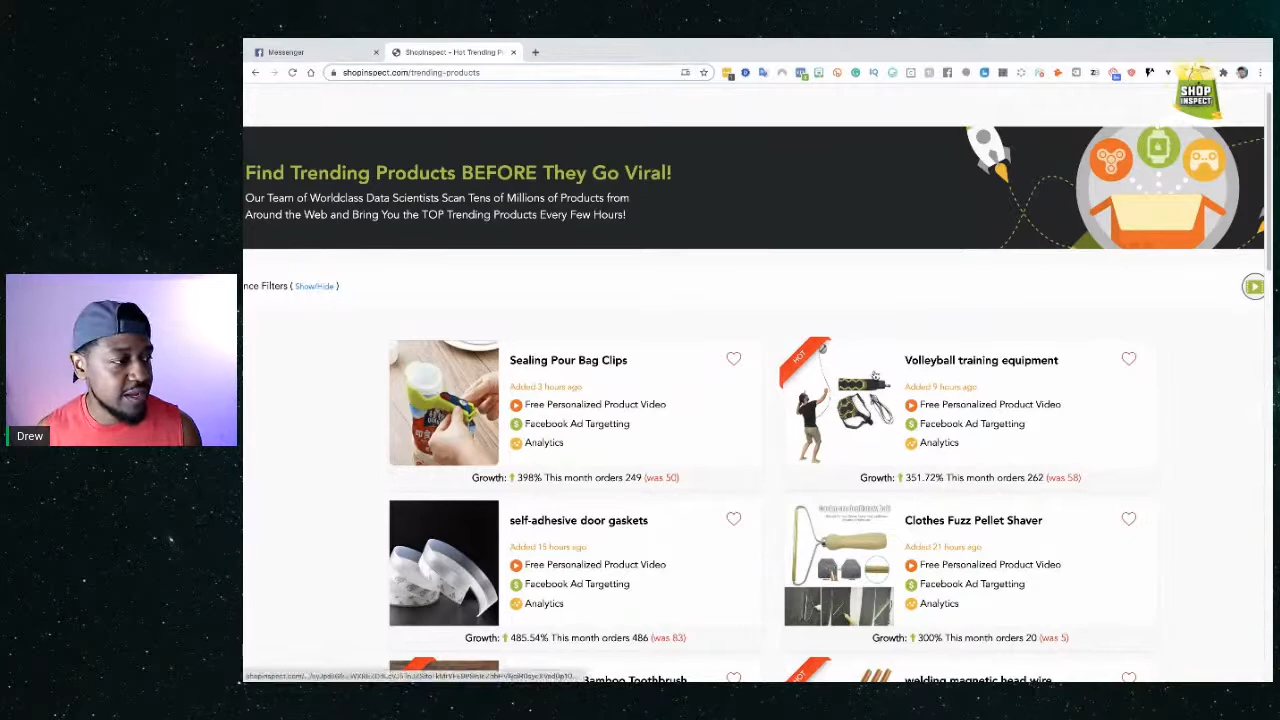 Messenger
ShopInspect - Hot Trending P
shopinspect.com/trending-products
SHOP
INSPECT
Find Trending Products BEFORE They Go Viral!
Our Team of Worldclass Data Scientists Scan Tens of Millions of Products from
Around the Web and Bring You the TOP Trending Products Every Few Hours!
nce Filters ( Show/Hide )
Sealing Pour Bag Clips
Added 3 hours ago
Free Personalized Product Video
Facebook Ad Targetting
Analytics
Growth: 398% This month orders 249 (was 50)
HOT
Volleyball training equipment
Added 9 hours ago
Free Personalized Product Video
Facebook Ad Targetting
Analytics
Growth: 351.72% This month orders 262 (was 58)
self-adhesive door gaskets
Added 15 hours ago
Free Personalized Product Video
Facebook Ad Targetting
Analytics
Growth: 485.54% This month orders 486 (was 83)
Clothes Fuzz Pellet Shaver
Added 21 hours ago
Free Personalized Product Video
Facebook Ad Targetting
Analytics
Growth: 300% This month orders 20 (was 5)
Bamboo Toothbrush
HOT
welding magnetic head wire
Drew